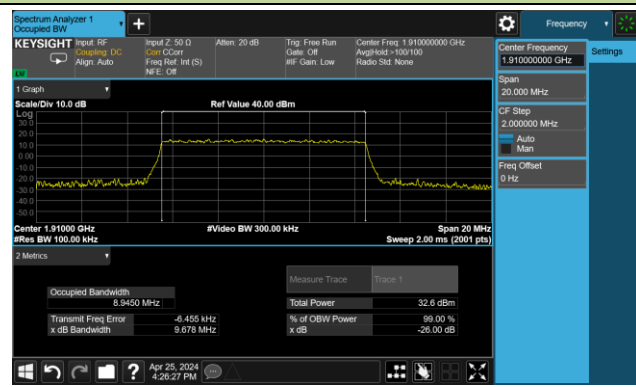 Spectrum Analyzer 1
Occupied BW
Frequency
KEYSIGHT
Input: RF
Coupling: DC
Align: Auto
Input Z: 50 Ω
Corr CCorr
Freq Ref: Int (S)
NFE: Off
Atten: 20 dB
Trig: Free Run
Gate: Off
#IF Gain: Low
Center Freq: 1.910000000 GHz
Avg|Hold:>100/100
Radio Std: None
Center Frequency
1.910000000 GHz
Settings
Span
20.000 MHz
CF Step
2.000000 MHz
Auto
Man
Freq Offset
0 Hz
1 Graph
Scale/Div 10.0 dB
Ref Value 40.00 dBm
Log
30.0
20.0
10.0
0.00
-10.0
-20.0
-30.0
-40.0
-50.0
Center 1.91000 GHz
#Video BW 300.00 kHz
Span 20 MHz
#Res BW 100.00 kHz
Sweep 2.00 ms (2001 pts)
2 Metrics
Measure Trace
Trace 1
Occupied Bandwidth
8.9450 MHz
Total Power
32.6 dBm
Transmit Freq Error
-6.455 kHz
% of OBW Power
99.00 %
x dB Bandwidth
9.678 MHz
x dB
-26.00 dB
?
Apr 25, 2024
4:26:27 PM